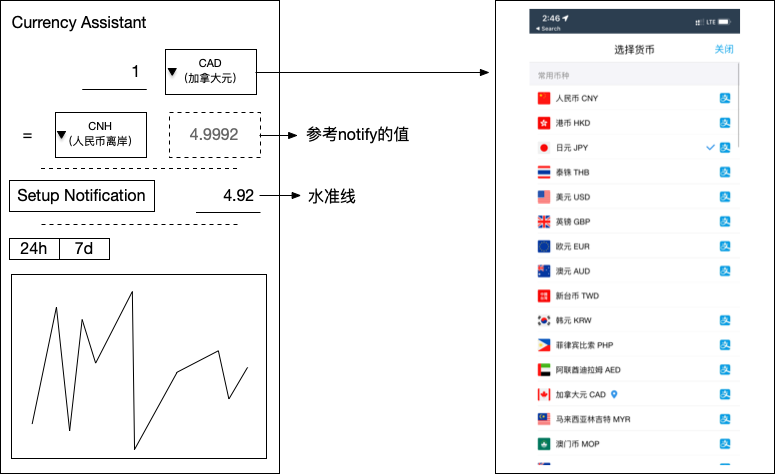 Currency Assistant
1
CAD
(加拿大元)
=
CNH
(人民币离岸)
4.9992
参考notify的值
Setup Notification
4.92
水准线
24h
7d
2:46
LTE
Search
选择货币
关闭
常用币种
人民币 CNY
港币 HKD
日元 JPY
泰铢 THB
美元 USD
英镑 GBP
欧元 EUR
澳元 AUD
新台币 TWD
韩元 KRW
菲律宾比索 PHP
阿联酋迪拉姆 AED
加拿大元 CAD
马来西亚林吉特 MYR
澳门币 MOP